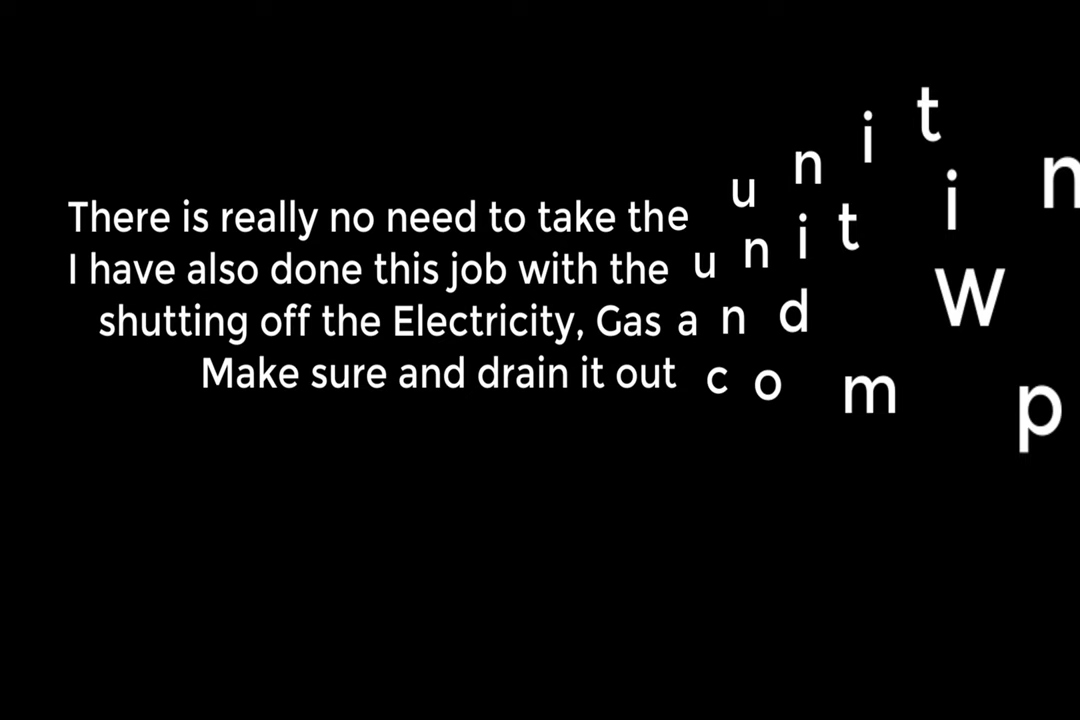 There is really no need to take the unit
I have also done this job with the unit in
shutting off the Electricity, Gas and W
Make sure and drain it out comp